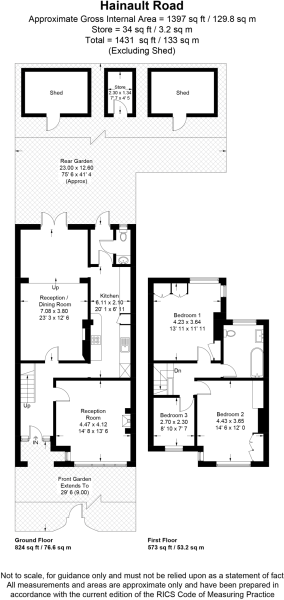 Hainault Road
Approximate Gross Internal Area = 1397 sq ft / 129.8 sq m
Store = 34 sq ft / 3.2 sq m
Total = 1431 sq ft / 133 sq m
(Excluding Shed)
Shed
Store
2.30 x 1.34
7'7 x 4'5
Shed
Rear Garden
23.00 x 12.60
75'6 x 41'4
(Approx)
Up
Reception /
Dining Room
7.08 x 3.80
23'3 x 12'6
Kitchen
6.11 x 2.10
20'1 x 6'11
Up
IN
Reception
Room
4.47 x 4.12
14'8 x 13'6
Front Garden
Extends To
29'6 (9.00)
Bedroom 1
4.23 x 3.64
13'11 x 11'11
Dn
Bedroom 3
2.70 x 2.30
8'10 x 7'7
Bedroom 2
4.43 x 3.65
14'6 x 12'0
Ground Floor
824 sq ft / 76.6 sq m
First Floor
573 sq ft / 53.2 sq m
Not to scale, for guidance only and must not be relied upon as a statement of fact
All measurements and areas are approximate only and have been prepared in
accordance with the current edition of the RICS Code of Measuring Practice